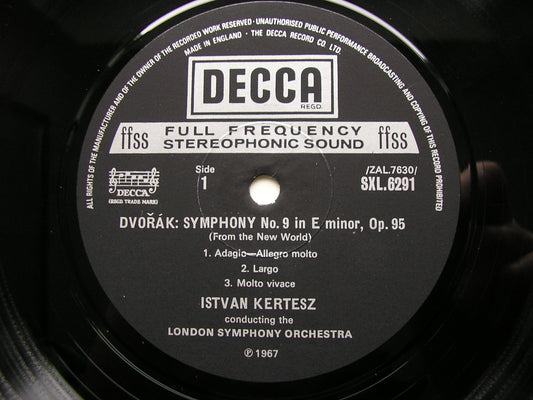 ALL RIGHTS OF THE MANUFACTURER AND OF THE OWNER OF THE RECORDED WORK RESERVED · UNAUTHORISED PUBLIC PERFORMANCE BROADCASTING AND COPYING OF THIS RECORD PROHIBITED
MADE IN ENGLAND · THE DECCA RECORD CO. LTD.
DECCA
REGD.
ffss FULL FREQUENCY ffss
STEREOPHONIC SOUND
Side
1
/ZAL.7630/
SXL.6291
DECCA
(REGD TRADE MARK)
DVOŘÁK: SYMPHONY No. 9 in E minor, Op. 95
(From the New World)
1. Adagio—Allegro molto
2. Largo
3. Molto vivace
ISTVAN KERTESZ
conducting the
LONDON SYMPHONY ORCHESTRA
℗ 1967